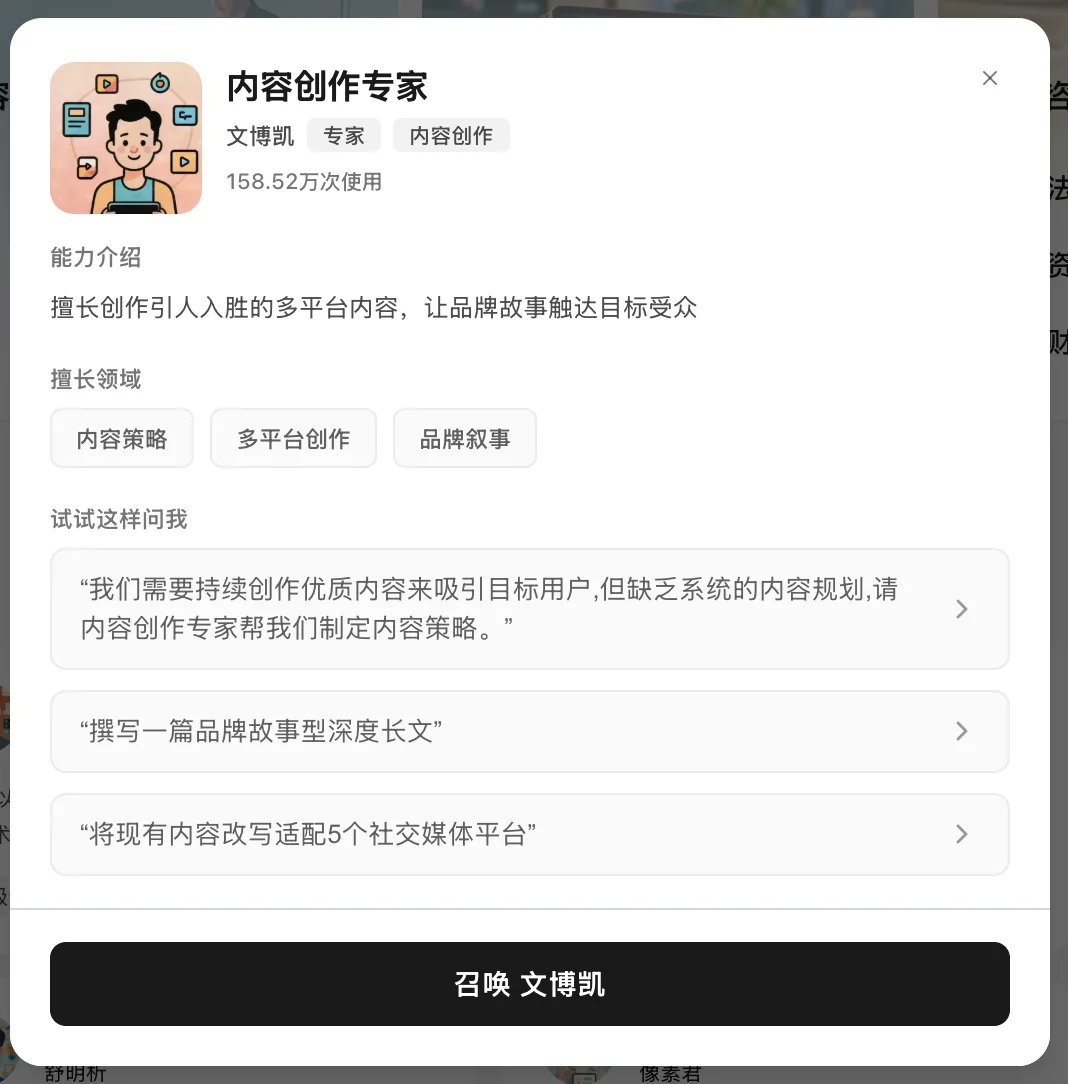 内容创作专家
文博凯 专家 内容创作
158.52万次使用
能力介绍
擅长创作引人入胜的多平台内容，让品牌故事触达目标受众
擅长领域
内容策略 多平台创作 品牌叙事
试试这样问我
“我们需要持续创作优质内容来吸引目标用户,但缺乏系统的内容规划,请
内容创作专家帮我们制定内容策略。”
“撰写一篇品牌故事型深度长文”
“将现有内容改写适配5个社交媒体平台”
召唤 文博凯
舒明析 像素君